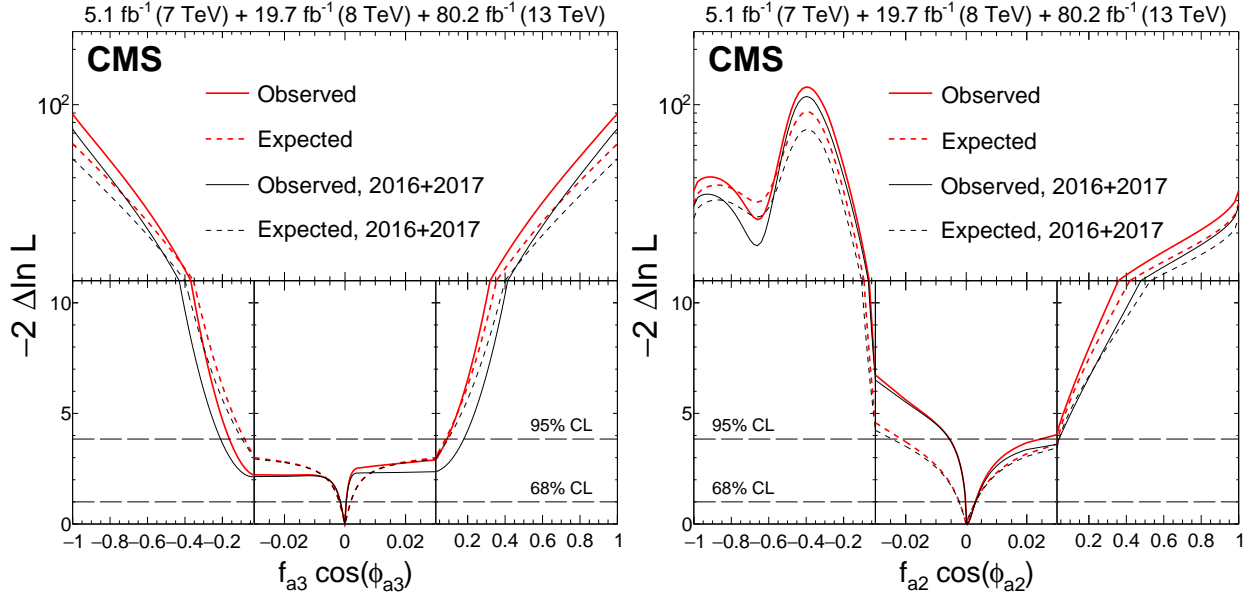 5.1 fb⁻¹ (7 TeV) + 19.7 fb⁻¹ (8 TeV) + 80.2 fb⁻¹ (13 TeV)
CMS
Observed
Expected
Observed, 2016+2017
Expected, 2016+2017
−2 Δln L
10²
10
5
0
95% CL
68% CL
−1 −0.8 −0.6 −0.4 −0.2 −0.02 0 0.02 0.2 0.4 0.6 0.8 1
f_a3 cos(ϕ_a3)
5.1 fb⁻¹ (7 TeV) + 19.7 fb⁻¹ (8 TeV) + 80.2 fb⁻¹ (13 TeV)
CMS
Observed
Expected
Observed, 2016+2017
Expected, 2016+2017
−2 Δln L
10²
10
5
0
95% CL
68% CL
−1 −0.8 −0.6 −0.4 −0.2 −0.02 0 0.02 0.2 0.4 0.6 0.8 1
f_a2 cos(ϕ_a2)